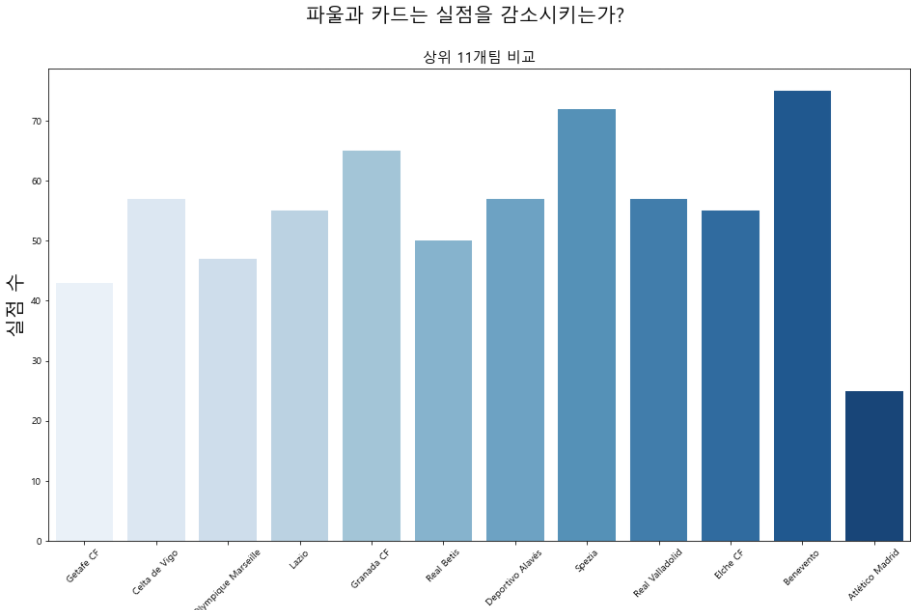 파울과 카드는 실점을 감소시키는가?
상위 11개팀 비교
실점 수
70
60
50
40
30
20
10
0
Getafe CF
Celta de Vigo
lympique Marseille
Lazio
Granada CF
Real Betis
Deportivo Alavés
Spezia
Real Valladolid
Elche CF
Benevento
Atlético Madrid